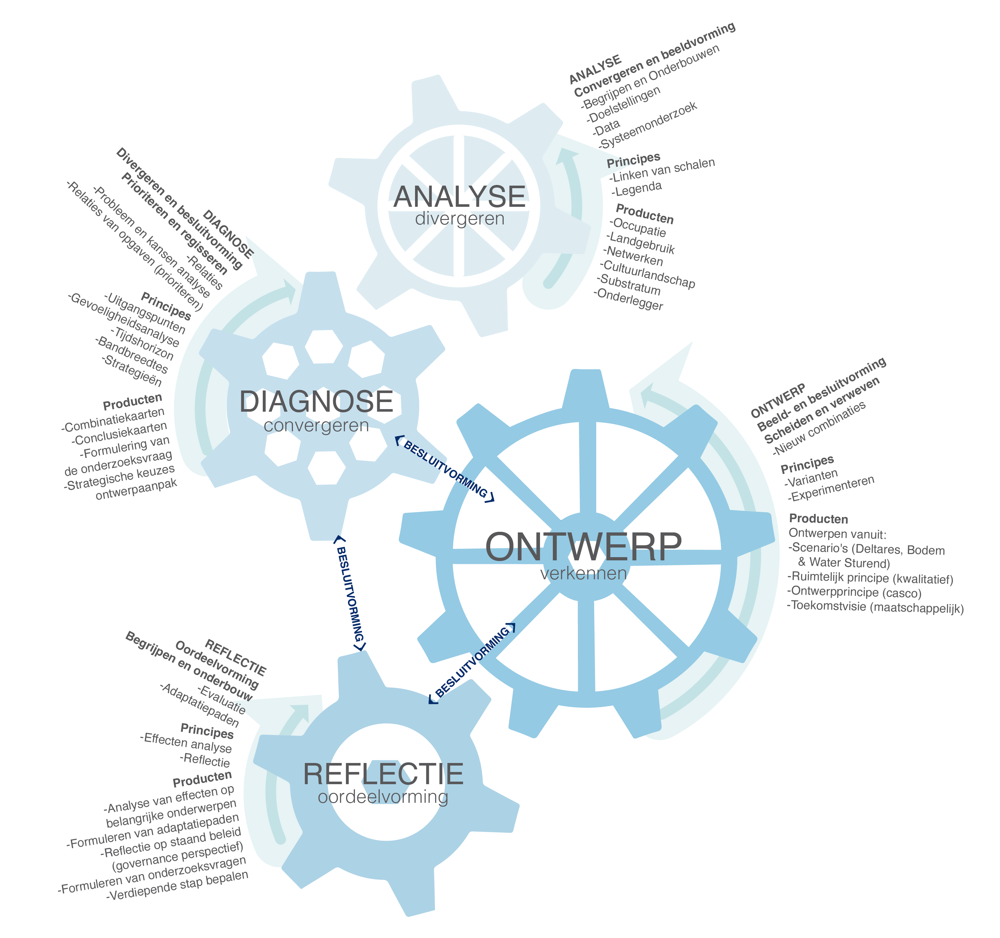 ANALYSE
Convergeren en beeldvorming
-Begrijpen en Onderbouwen
-Doelstellingen
-Data
-Systeemonderzoek
Principes
-Linken van schalen
-Legenda
Producten
-Occupatie
-Landgebruik
-Netwerken
-Cultuurlandschap
-Substratum
-Onderlegger
ANALYSE
divergeren
DIAGNOSE
Divergeren en besluitvorming
Prioriteren en regisseren
-Relaties
-Probleem en kansen analyse
-Relaties van opgaven (prioriteren)
Principes
-Uitgangspunten
-Gevoeligheidsanalyse
-Tijdshorizon
-Bandbreedtes
-Strategieën
Producten
-Combinatiekaarten
-Conclusiekaarten
-Formulering van
de onderzoeksvraag
-Strategische keuzes
ontwerpaanpak
DIAGNOSE
convergeren
BESLUITVORMING
BESLUITVORMING
BESLUITVORMING
ONTWERP
verkennen
ONTWERP
Beeld- en besluitvorming
Scheiden en verweven
-Nieuw combinaties
Principes
-Varianten
-Experimenteren
Producten
Ontwerpen vanuit:
-Scenario's (Deltares, Bodem
& Water Sturend)
-Ruimtelijk principe (kwalitatief)
-Ontwerpprincipe (casco)
-Toekomstvisie (maatschappelijk)
REFLECTIE
Oordeelvorming
Begrijpen en onderbouw
-Evaluatie
-Adaptatiepaden
Principes
-Effecten analyse
-Reflectie
Producten
-Analyse van effecten op
belangrijke onderwerpen
-Formuleren van adaptatiepaden
-Reflectie op staand beleid
(governance perspectief)
-Formuleren van onderzoeksvragen
-Verdiepende stap bepalen
REFLECTIE
oordeelvorming